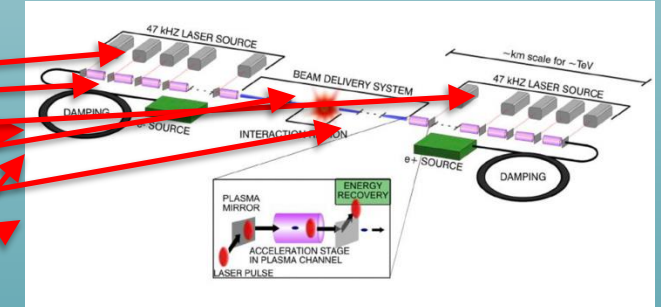 47 kHZ LASER SOURCE
~km scale for ~TeV
BEAM DELIVERY SYSTEM
47 kHZ LASER SOURCE
DAMPING
e- SOURCE
INTERACTION REGION
e+ SOURCE
DAMPING
ENERGY
RECOVERY
PLASMA
MIRROR
ACCELERATION STAGE
IN PLASMA CHANNEL
LASER PULSE